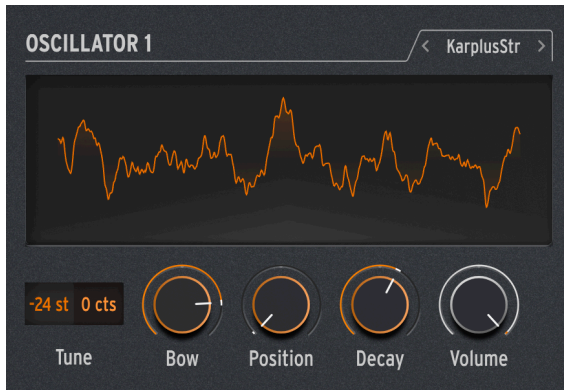 OSCILLATOR 1
< KarplusStr >
-24 st 0 cts
Tune Bow Position Decay Volume